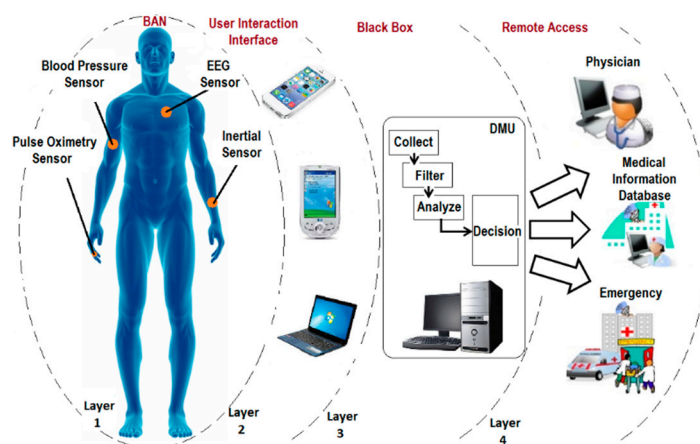 BAN
User Interaction
Interface
Black Box
Remote Access
Blood Pressure
Sensor
EEG
Sensor
Pulse Oximetry
Sensor
Inertial
Sensor
DMU
Collect
Filter
Analyze
Decision
Physician
Medical
Information
Database
Emergency
Layer
1
Layer
2
Layer
3
Layer
4